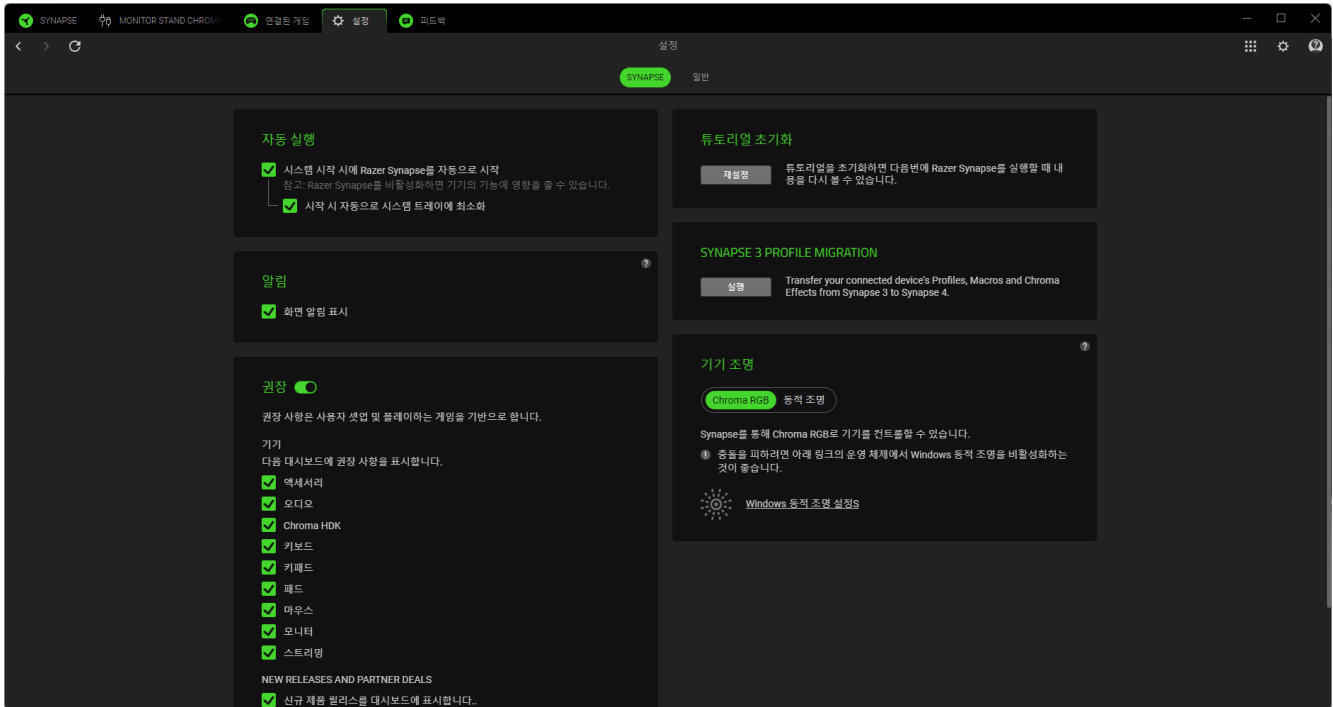 SYNAPSE
MONITOR STAND CHROM
연결된 게임
설정
피드백
설정
SYNAPSE
일반
자동 실행
시스템 시작 시에 Razer Synapse를 자동으로 시작
참고: Razer Synapse를 비활성화하면 기기의 기능에 영향을 줄 수 있습니다.
시작 시 자동으로 시스템 트레이에 최소화
알림
?
화면 알림 표시
권장
권장 사항은 사용자 셋업 및 플레이하는 게임을 기반으로 합니다.
기기
다음 대시보드에 권장 사항을 표시합니다.
액세서리
오디오
Chroma HDK
키보드
키패드
패드
마우스
모니터
스트리밍
NEW RELEASES AND PARTNER DEALS
신규 제품 릴리스를 대시보드에 표시합니다..
튜토리얼 초기화
재설정
튜토리얼을 초기화하면 다음번에 Razer Synapse를 실행할 때 내
용을 다시 볼 수 있습니다.
SYNAPSE 3 PROFILE MIGRATION
실행
Transfer your connected device's Profiles, Macros and Chroma
Effects from Synapse 3 to Synapse 4.
?
기기 조명
Chroma RGB
동적 조명
Synapse를 통해 Chroma RGB로 기기를 컨트롤할 수 있습니다.
충돌을 피하려면 아래 링크의 운영 체제에서 Windows 동적 조명을 비활성화하는
것이 좋습니다.
Windows 동적 조명 설정S